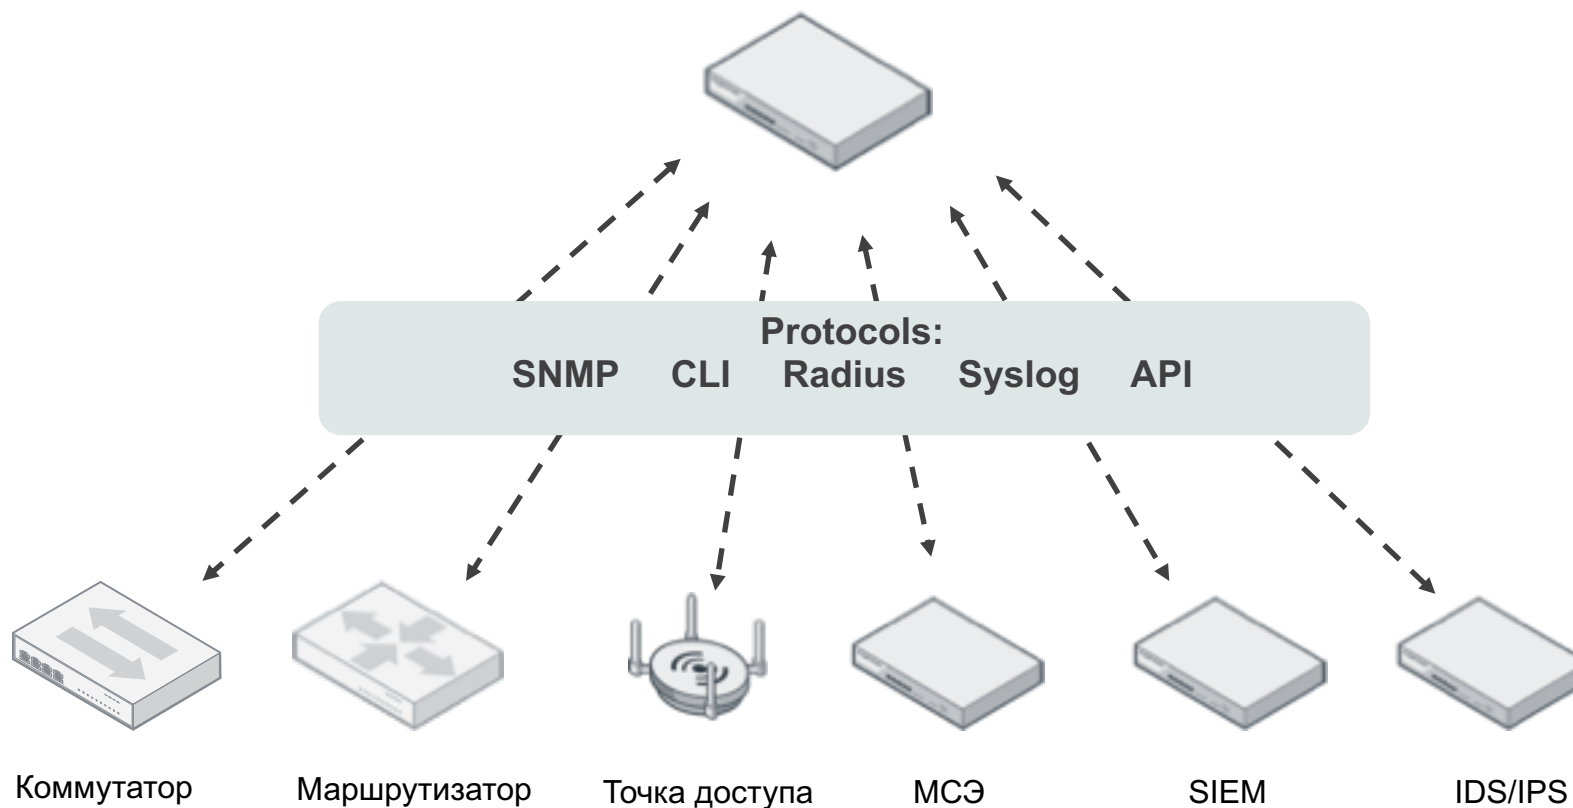 Protocols:
SNMP CLI Radius Syslog API
Коммутатор Маршрутизатор Точка доступа МСЭ SIEM IDS/IPS